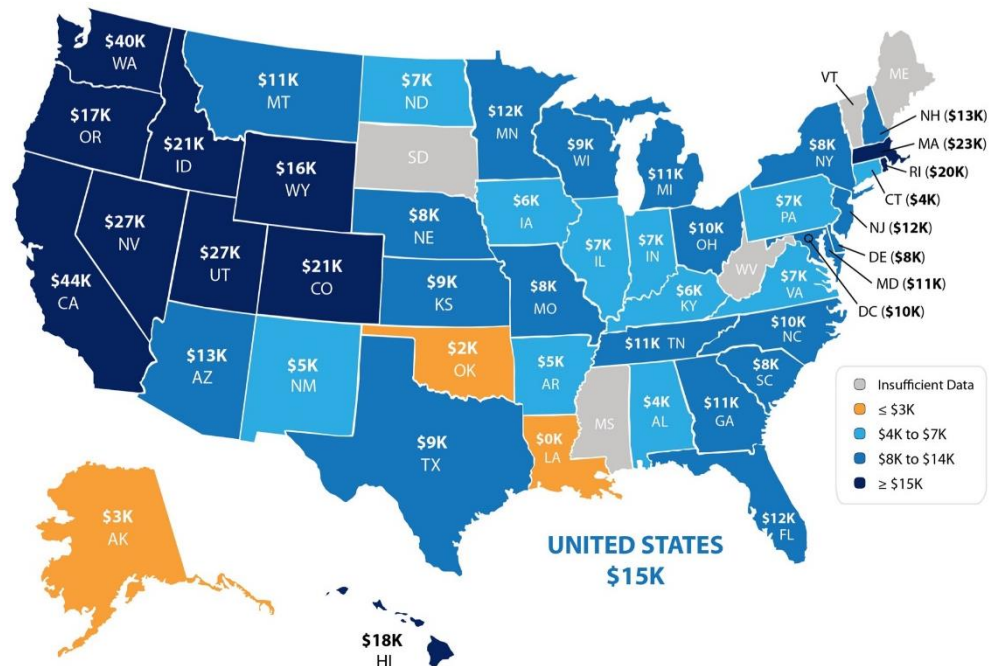 $40K
WA
$11K
MT
$7K
ND
$12K
MN
VT
ME
NH ($13K)
MA ($23K)
RI ($20K)
CT ($4K)
NJ ($12K)
DE ($8K)
MD ($11K)
DC ($10K)
$17K
OR
$21K
ID
$16K
WY
SD
$9K
WI
$11K
MI
$8K
NY
$7K
PA
$27K
NV
$27K
UT
$21K
CO
$8K
NE
$6K
IA
$7K
IL
$7K
IN
$10K
OH
WV
$7K
VA
$44K
CA
$9K
KS
$8K
MO
$6K
KY
$13K
AZ
$5K
NM
$2K
OK
$5K
AR
$11K TN
$10K
NC
$8K
SC
$9K
TX
$0K
LA
MS
$4K
AL
$11K
GA
$12K
FL
Insufficient Data
≤ $3K
$4K to $7K
$8K to $14K
≥ $15K
$3K
AK
$18K
HI
UNITED STATES
$15K